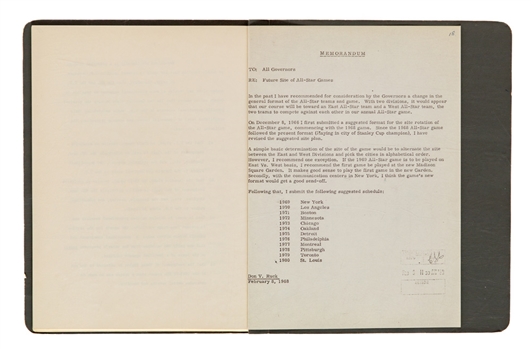 MEMORANDUM
TO: All Governors
RE: Future Site of All-Star Games
In the past I have recommended for consideration by the Governors a change in the
general format of the All-Star teams and game. With two divisions, it would appear
that our course will be toward an East All-Star team and a West All-Star team, the
two teams to compete against each other in our annual All-Star game.
On December 6, 1966 I first submitted a suggested format for the site rotation of
the All-Star game, commencing with the 1968 game. Since the 1968 All-Star game
followed the present format (Playing in city of Stanley Cup champions), I have
revised the suggested site plan.
A simple basic determination of the site of the game would be to alternate the site
between the East and West Divisions and pick the cities in alphabetical order.
However, I recommend one exception. If the 1969 All-Star game is to be played on
East Vs. West basis, I recommend the first game be played at the new Madison
Square Garden. It makes good sense to play the first game in the new Garden.
Secondly, with the communication centers in New York, I think the game's new
format would get a good send-off.
Following that, I submit the following suggested schedule:
1969 New York
1970 Los Angeles
1971 Boston
1972 Minnesota
1973 Chicago
1974 Oakland
1975 Detroit
1976 Philadelphia
1977 Montreal
1978 Pittsburgh
1979 Toronto
1980 St. Louis
Don V. Ruck
February 6, 1968